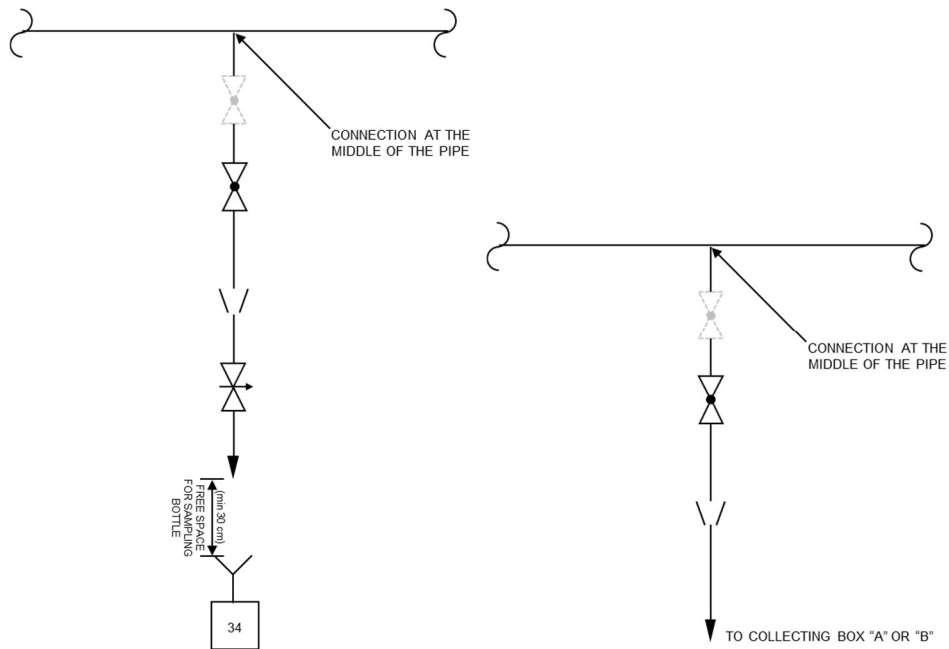 CONNECTION AT THE
MIDDLE OF THE PIPE
(min 30 cm)
FREE SPACE
FOR SAMPLING
BOTTLE
34
CONNECTION AT THE
MIDDLE OF THE PIPE
TO COLLECTING BOX “A” OR “B”